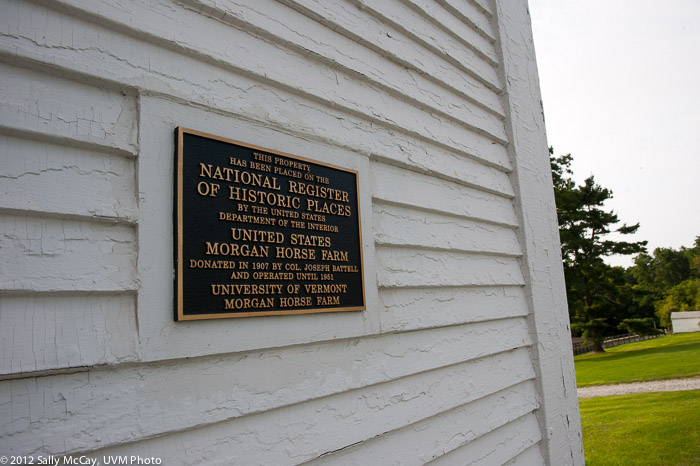 THIS PROPERTY
HAS BEEN PLACED ON THE
NATIONAL REGISTER
OF HISTORIC PLACES
BY THE UNITED STATES
DEPARTMENT OF THE INTERIOR
UNITED STATES
MORGAN HORSE FARM
DONATED IN 1907 BY COL. JOSEPH BATTELL
AND OPERATED UNTIL 1951
UNIVERSITY OF VERMONT
MORGAN HORSE FARM
©2012 Sally McCay, UVM Photo